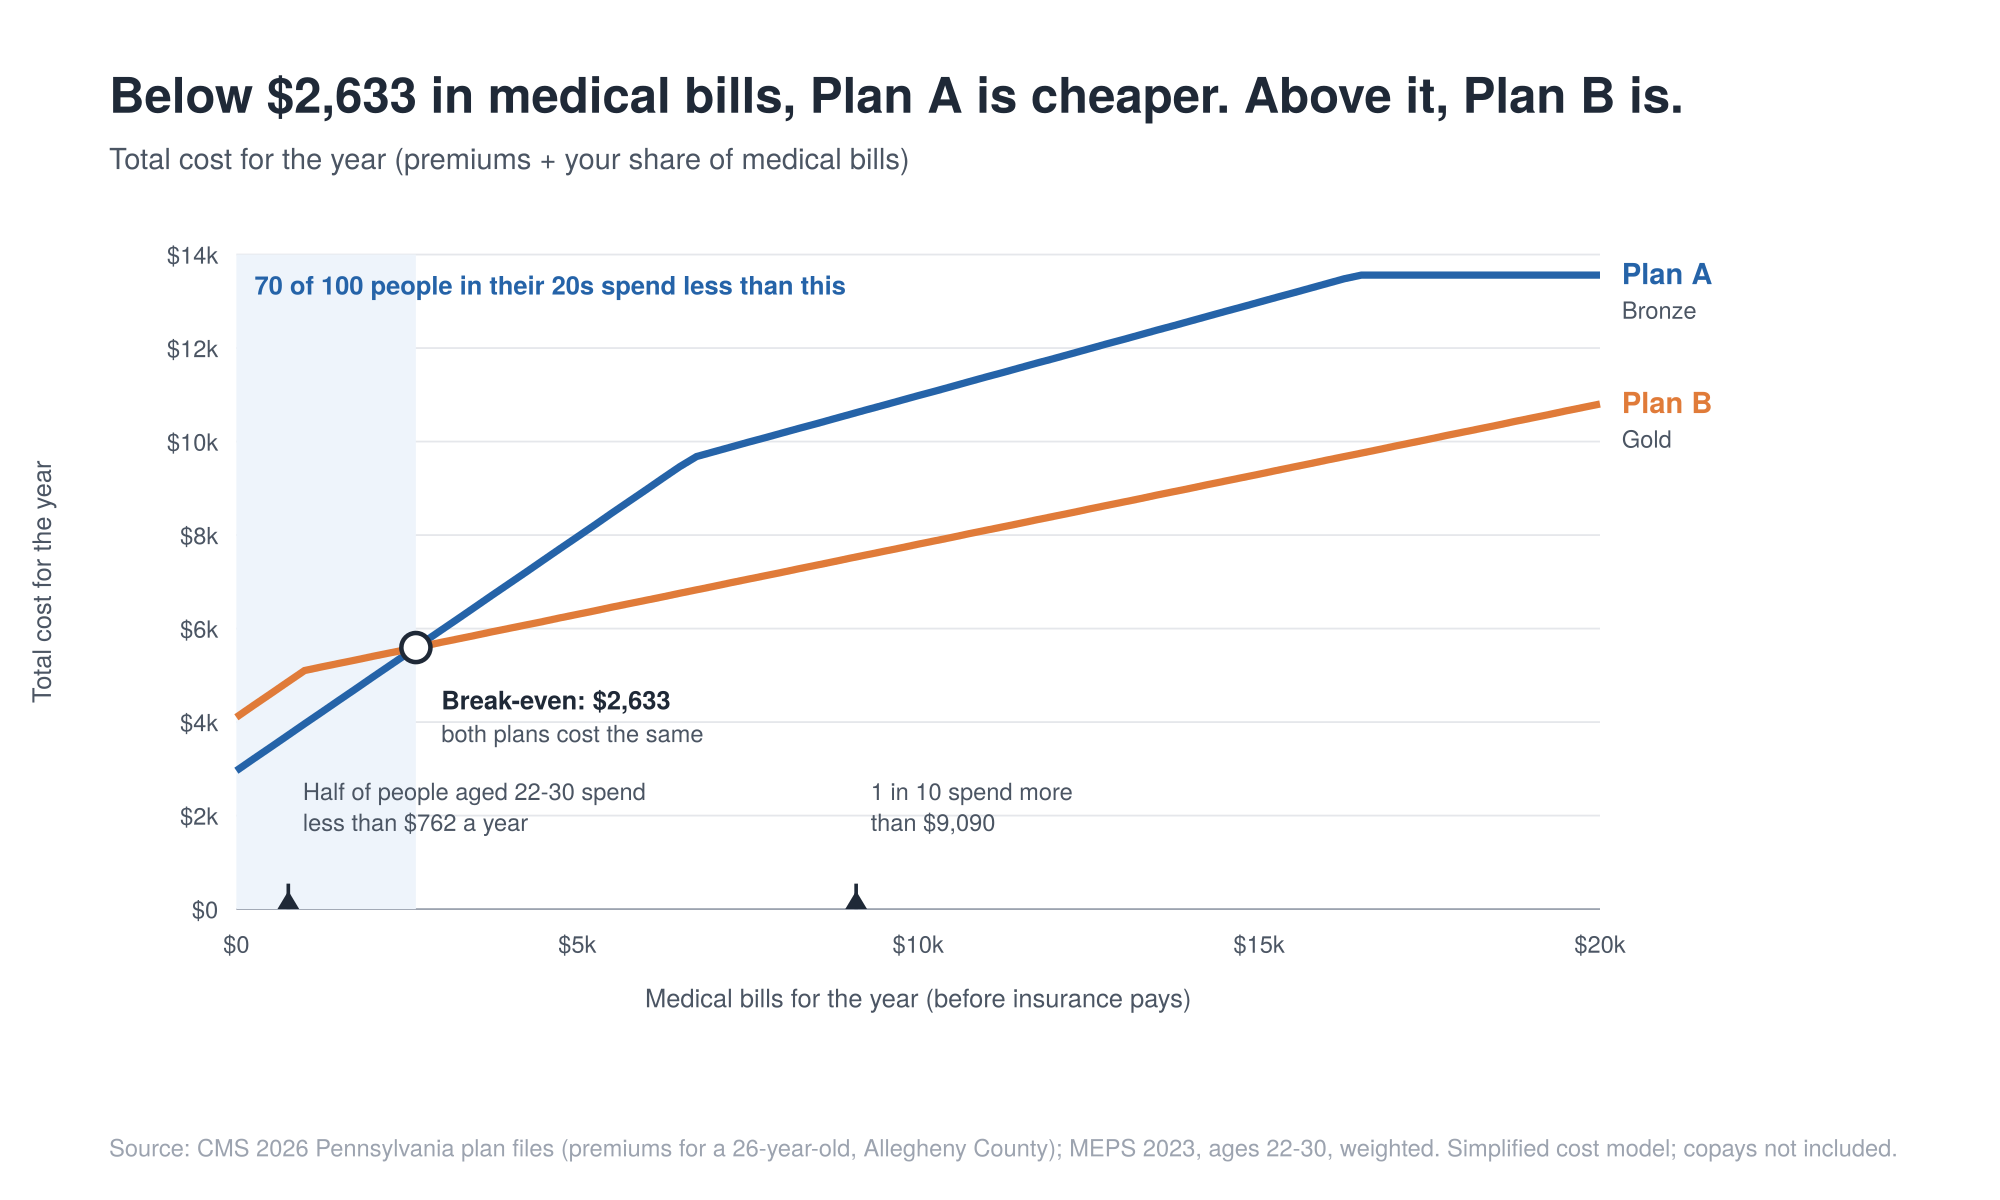 Below $2,633 in medical bills, Plan A is cheaper. Above it, Plan B is.
Total cost for the year (premiums + your share of medical bills)
$14k
70 of 100 people in their 20s spend less than this
Plan A
Bronze
$12k
Plan B
Gold
$10k
$8k
$6k
Total cost for the year
Break-even: $2,633
both plans cost the same
$4k
Half of people aged 22-30 spend
less than $762 a year
1 in 10 spend more
than $9,090
$2k
$0
$0
$5k
$10k
$15k
$20k
Medical bills for the year (before insurance pays)
Source: CMS 2026 Pennsylvania plan files (premiums for a 26-year-old, Allegheny County); MEPS 2023, ages 22-30, weighted. Simplified cost model; copays not included.